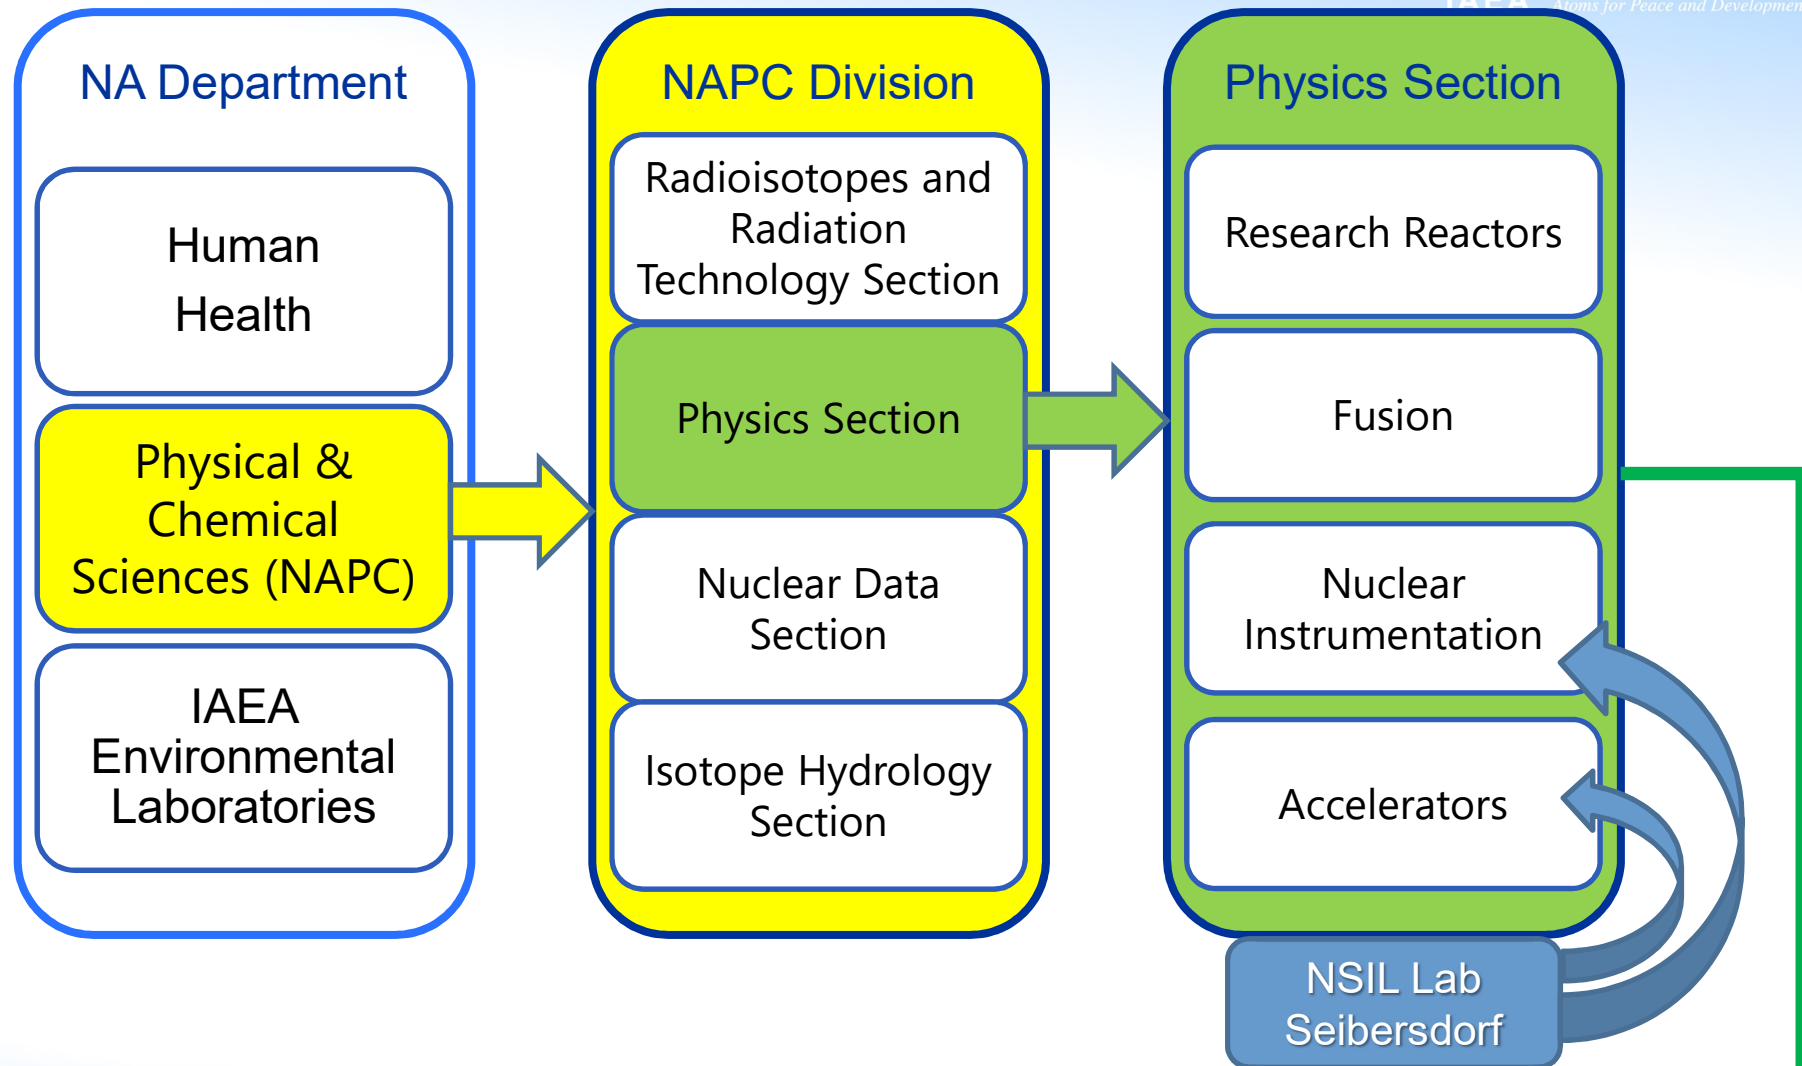 IAEA Atoms for Peace and Development
NA Department
Human
Health
Physical &
Chemical
Sciences (NAPC)
IAEA
Environmental
Laboratories
NAPC Division
Radioisotopes and
Radiation
Technology Section
Physics Section
Nuclear Data
Section
Isotope Hydrology
Section
Physics Section
Research Reactors
Fusion
Nuclear
Instrumentation
Accelerators
NSIL Lab
Seibersdorf